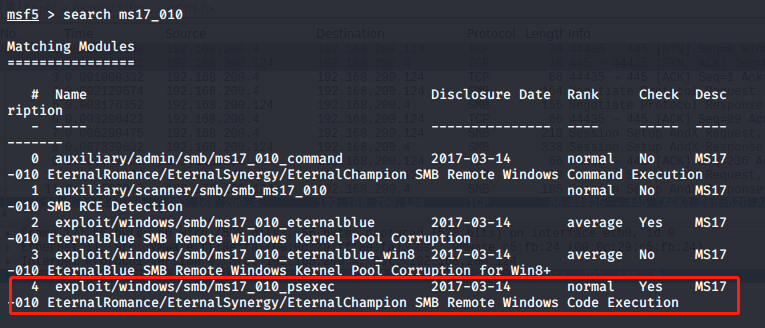 msf5 > search ms17_010
Matching Modules
================
# Name Disclosure Date Rank Check Desc
ription
- ---- --------------- ---- ----- ----
-------
0 auxiliary/admin/smb/ms17_010_command 2017-03-14 normal No MS17
-010 EternalRomance/EternalSynergy/EternalChampion SMB Remote Windows Command Execution
1 auxiliary/scanner/smb/smb_ms17_010 normal No MS17
-010 SMB RCE Detection
2 exploit/windows/smb/ms17_010_eternalblue 2017-03-14 average Yes MS17
-010 EternalBlue SMB Remote Windows Kernel Pool Corruption
3 exploit/windows/smb/ms17_010_eternalblue_win8 2017-03-14 average No MS17
-010 EternalBlue SMB Remote Windows Kernel Pool Corruption for Win8+
4 exploit/windows/smb/ms17_010_psexec 2017-03-14 normal Yes MS17
-010 EternalRomance/EternalSynergy/EternalChampion SMB Remote Windows Code Execution